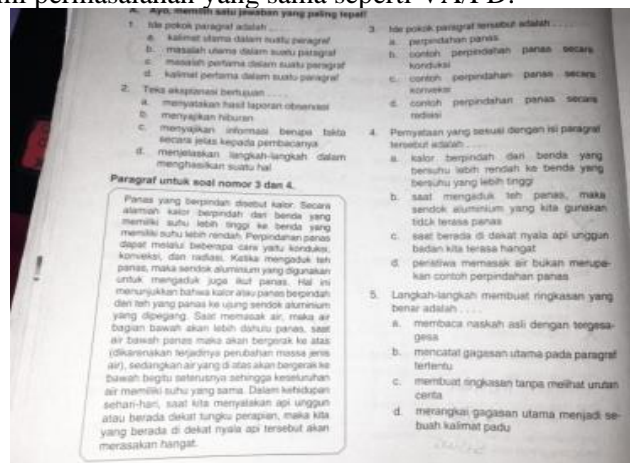 ini permasalahan yang sama seperti VAPD.
A. Ayo, memilih satu jawaban yang paling tepat!
1. Ide pokok paragraf adalah . . . .
a. kalimat utama dalam suatu paragraf
b. masalah utama dalam suatu paragraf
c. masalah pertama dalam suatu paragraf
d. kalimat pertama dalam suatu paragraf
2. Teks eksplanasi bertujuan . . . .
a. menyatakan hasil laporan observasi
b. menyajikan hiburan
c. menyajikan informasi berupa fakta
secara jelas kepada pembacanya
d. menjelaskan langkah-langkah dalam
menghasilkan suatu hal
Paragraf untuk soal nomor 3 dan 4.
Panas yang berpindah disebut kalor. Secara
alamiah kalor berpindah dari benda yang
memiliki suhu lebih tinggi ke benda yang
memiliki suhu lebih rendah. Perpindahan panas
dapat melalui beberapa cara yaitu konduksi,
konveksi, dan radiasi. Ketika mengaduk teh
panas, maka sendok aluminium yang digunakan
untuk mengaduk juga ikut panas. Hal ini
menunjukkan bahwa kalor atau panas berpindah
dari teh yang panas ke ujung sendok aluminium
yang dipegang. Saat memasak air, maka air
bagian bawah akan lebih dahulu panas, saat
air bawah panas maka akan bergerak ke atas
(dikarenakan terjadinya perubahan massa jenis
air), sedangkan air yang di atas akan bergerak ke
bawah begitu seterusnya sehingga keseluruhan
air memiliki suhu yang sama. Dalam kehidupan
sehari-hari, saat kita menyalakan api unggun
atau berada dekat tungku perapian, maka kita
yang berada di dekat nyala api tersebut akan
merasakan hangat.
3. Ide pokok paragraf tersebut adalah . . . .
a. perpindahan panas
b. contoh perpindahan panas secara
konduksi
c. contoh perpindahan panas secara
konveksi
d. contoh perpindahan panas secara
radiasi
4. Pernyataan yang sesuai dengan isi paragraf
tersebut adalah . . . .
a. kalor berpindah dari benda yang
bersuhu lebih rendah ke benda yang
bersuhu yang lebih tinggi
b. saat mengaduk teh panas, maka
sendok aluminium yang kita gunakan
tidak terasa panas
c. saat berada di dekat nyala api unggun
badan kita terasa hangat
d. peristiwa memasak air bukan merupa-
kan contoh perpindahan panas
5. Langkah-langkah membuat ringkasan yang
benar adalah . . . .
a. membaca naskah asli dengan tergesa-
gesa
b. mencatat gagasan utama pada paragraf
tertentu
c. membuat ringkasan tanpa melihat urutan
cerita
d. merangkai gagasan utama menjadi se-
buah kalimat padu